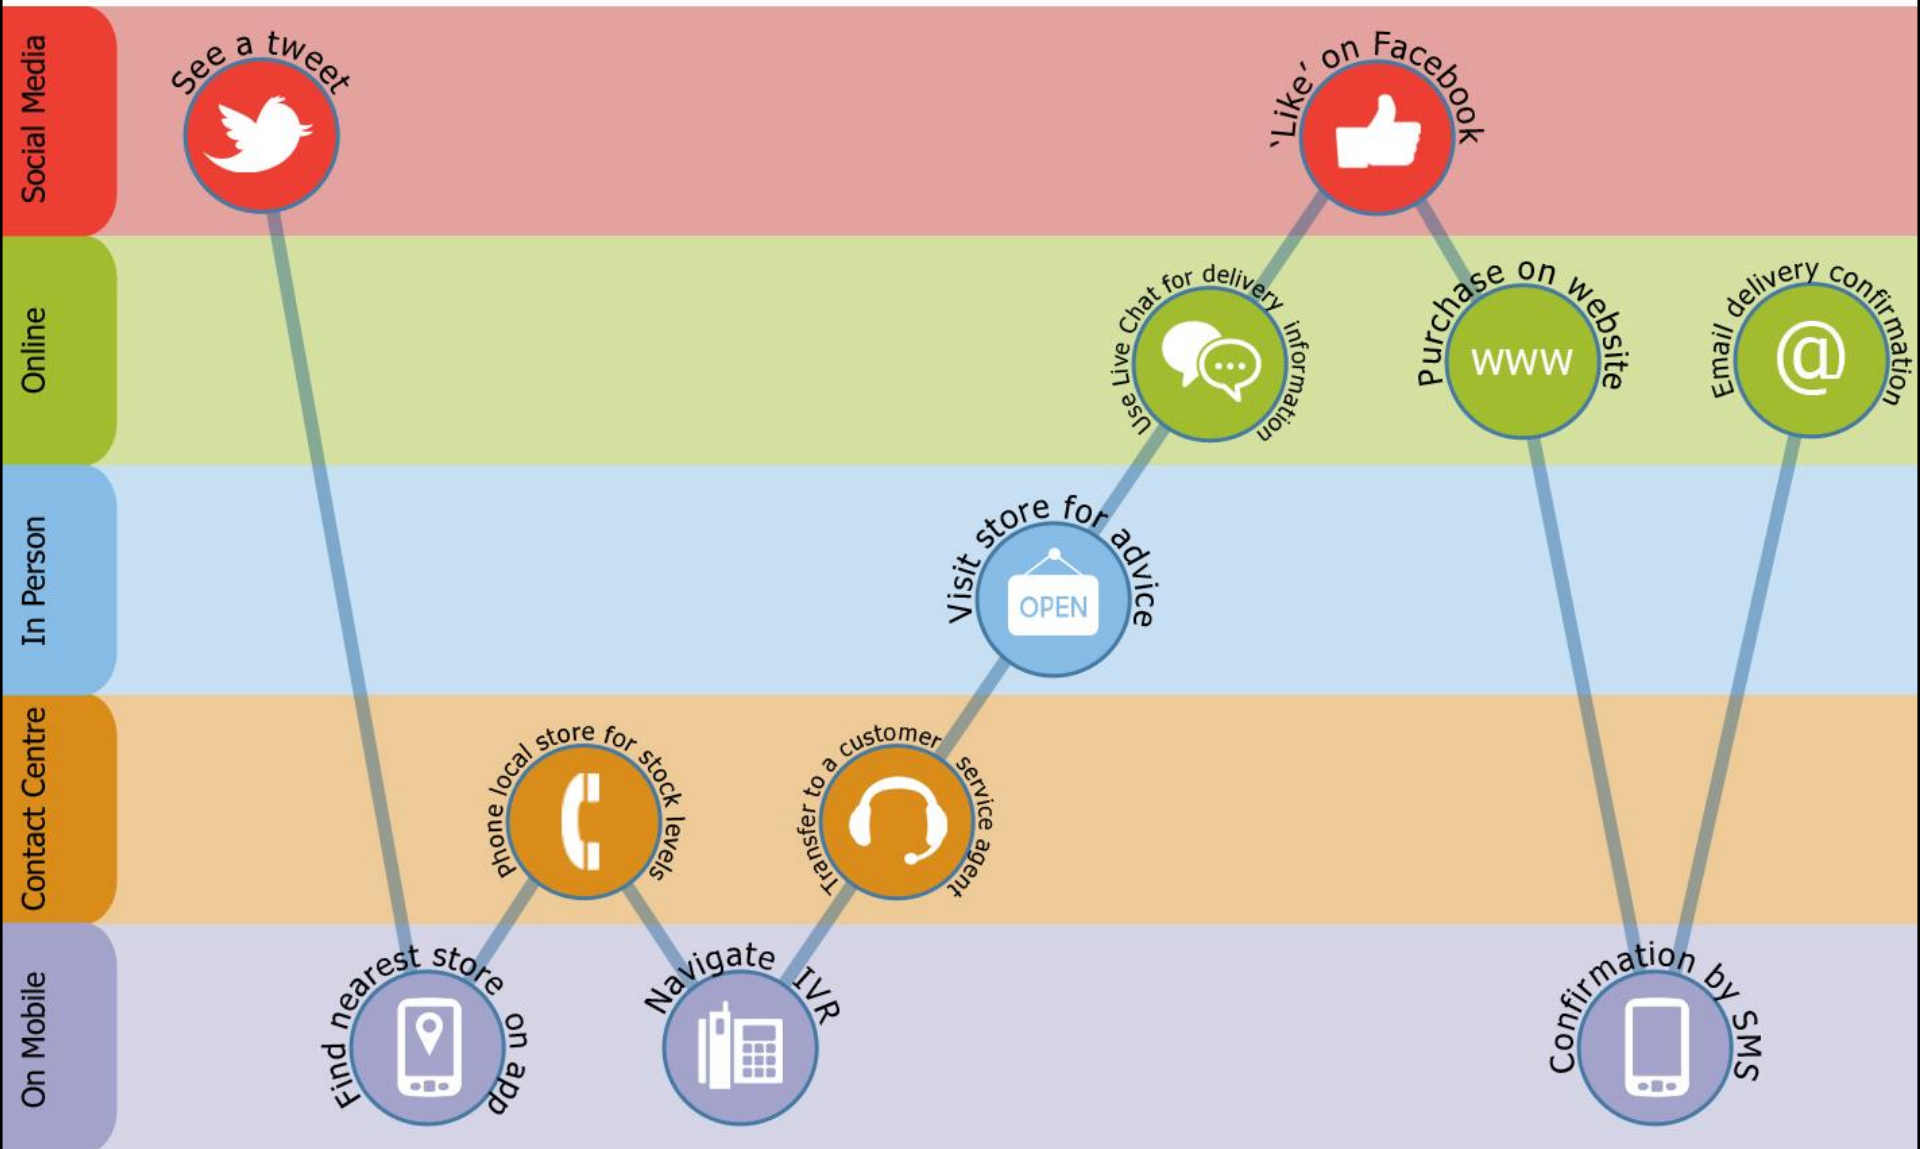 Social Media
See a tweet
'Like' on Facebook
Online
Use Live Chat for delivery information
Purchase on website
www
Email delivery confirmation
@
In Person
Visit store for advice
OPEN
Contact Centre
Phone local store for stock levels
Transfer to a customer service agent
On Mobile
Find nearest store on app
Navigate IVR
Confirmation by SMS